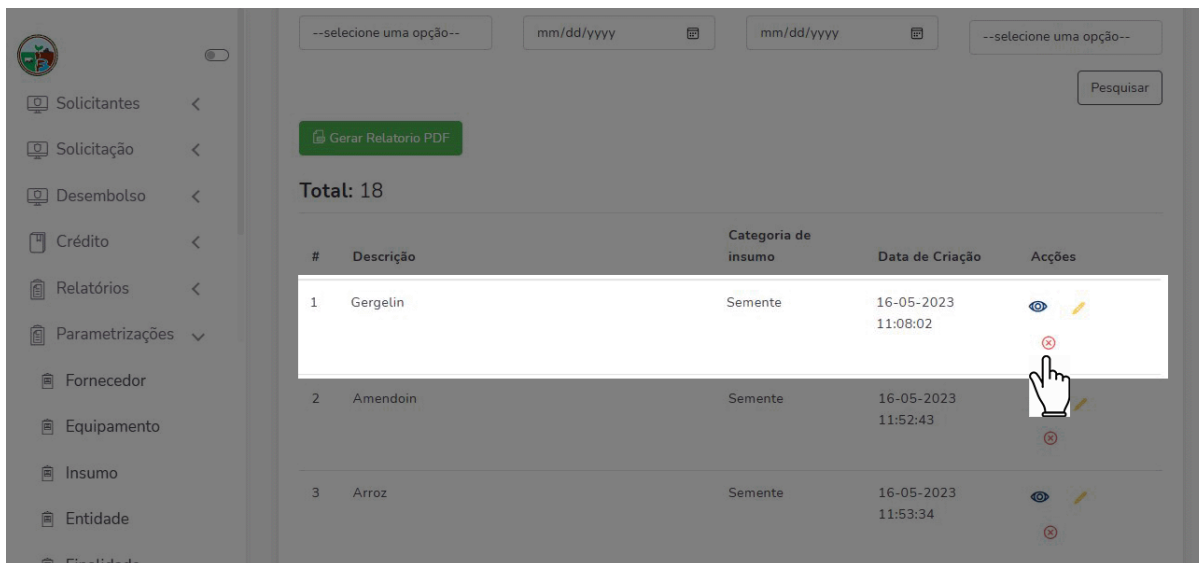 --selecione uma opção-- mm/dd/yyyy mm/dd/yyyy --selecione uma opção--
Pesquisar
Gerar Relatorio PDF
Total: 18
# Descrição Categoria de insumo Data de Criação Acções
1 Gergelin Semente 16-05-2023
11:08:02
2 Amendoin Semente 16-05-2023
11:52:43
3 Arroz Semente 16-05-2023
11:53:34
Solicitantes
Solicitação
Desembolso
Crédito
Relatórios
Parametrizações
Fornecedor
Equipamento
Insumo
Entidade